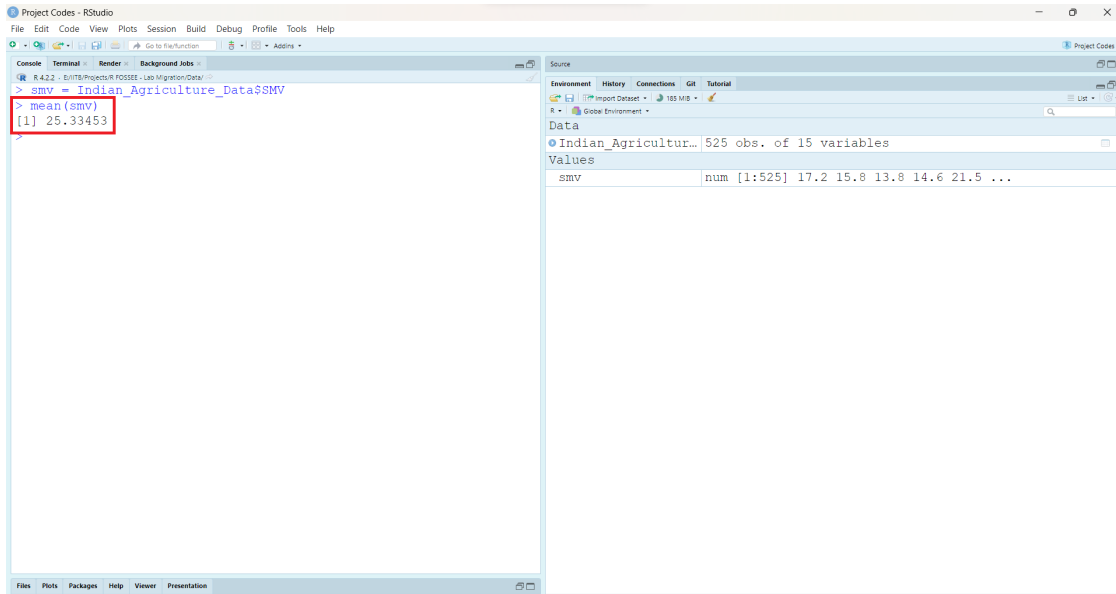 Project Codes - RStudio
File Edit Code View Plots Session Build Debug Profile Tools Help
Go to file/function Addins Project Codes
Console Terminal Render Background Jobs
R 4.2.2 · E:/IITB/Projects/R FOSSEE - Lab Migration/Data/
> smv = Indian_Agriculture_Data$SMV
> mean(smv)
[1] 25.33453
>
Files Plots Packages Help Viewer Presentation
Source
Environment History Connections Git Tutorial
Import Dataset 185 MiB List
R Global Environment
Data
Indian_Agricultur… 525 obs. of 15 variables
Values
smv num [1:525] 17.2 15.8 13.8 14.6 21.5 ...